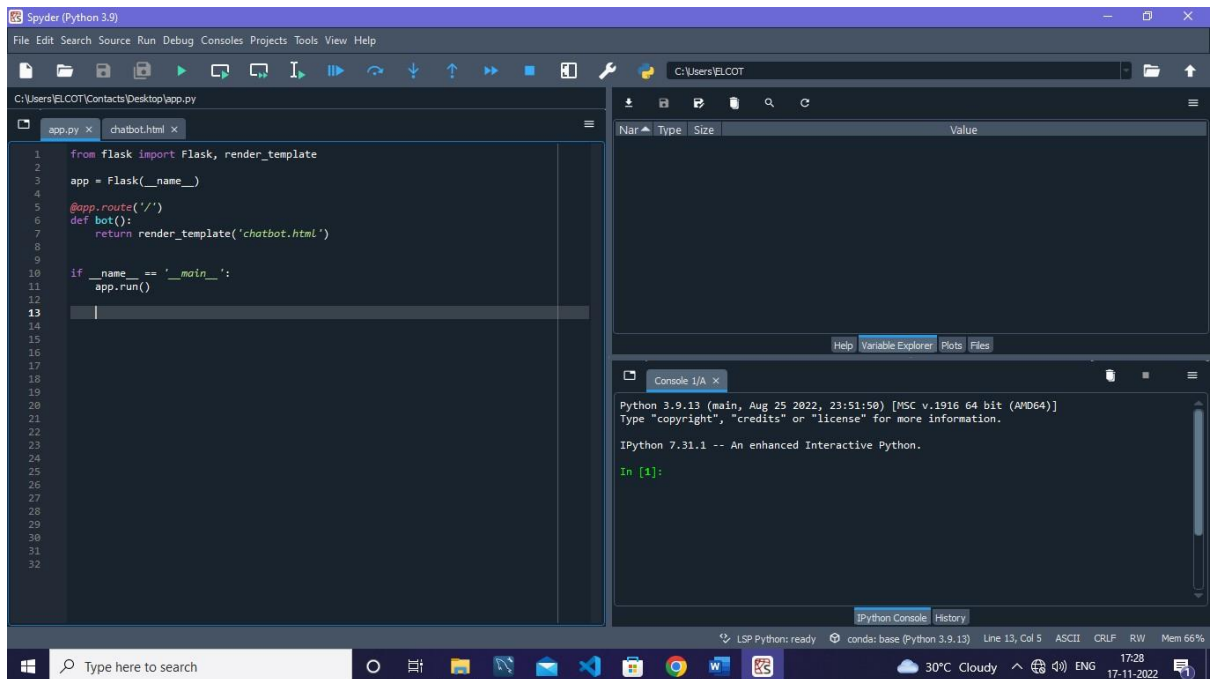 Spyder (Python 3.9)
File Edit Search Source Run Debug Consoles Projects Tools View Help
C:\Users\ELCOT
C:\Users\ELCOT\Contacts\Desktop\app.py
app.py
chatbot.html
1 from flask import Flask, render_template
2
3 app = Flask(__name__)
4
5 @app.route('/')
6 def bot():
7 return render_template('chatbot.html')
8
9
10 if __name__ == '__main__':
11 app.run()
12
13
14
15
16
17
18
19
20
21
22
23
24
25
26
27
28
29
30
31
32
Nar Type Size Value
Help Variable Explorer Plots Files
Console 1/A
Python 3.9.13 (main, Aug 25 2022, 23:51:50) [MSC v.1916 64 bit (AMD64)]
Type "copyright", "credits" or "license" for more information.
IPython 7.31.1 -- An enhanced Interactive Python.
In [1]:
IPython Console History
LSP Python: ready conda: base (Python 3.9.13) Line 13, Col 5 ASCII CRLF RW Mem 66%
Type here to search
30°C Cloudy ENG
17:28
17-11-2022